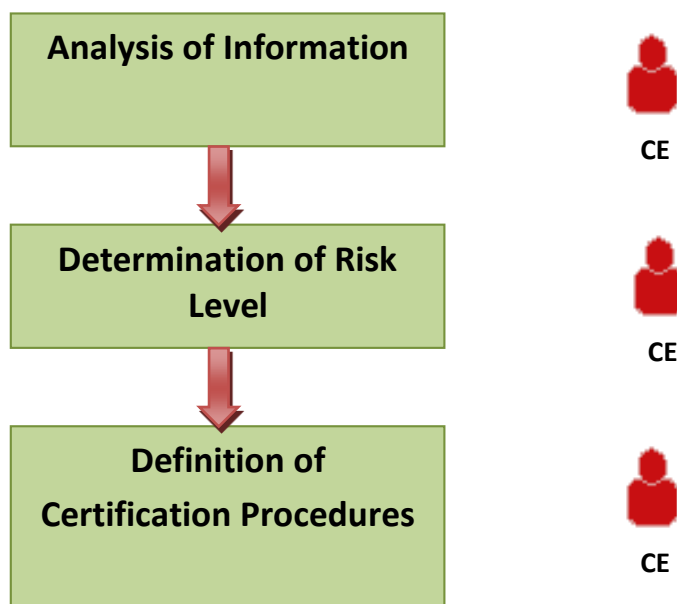 Analysis of Information
CE
Determination of Risk
Level
CE
Definition of
Certification Procedures
CE